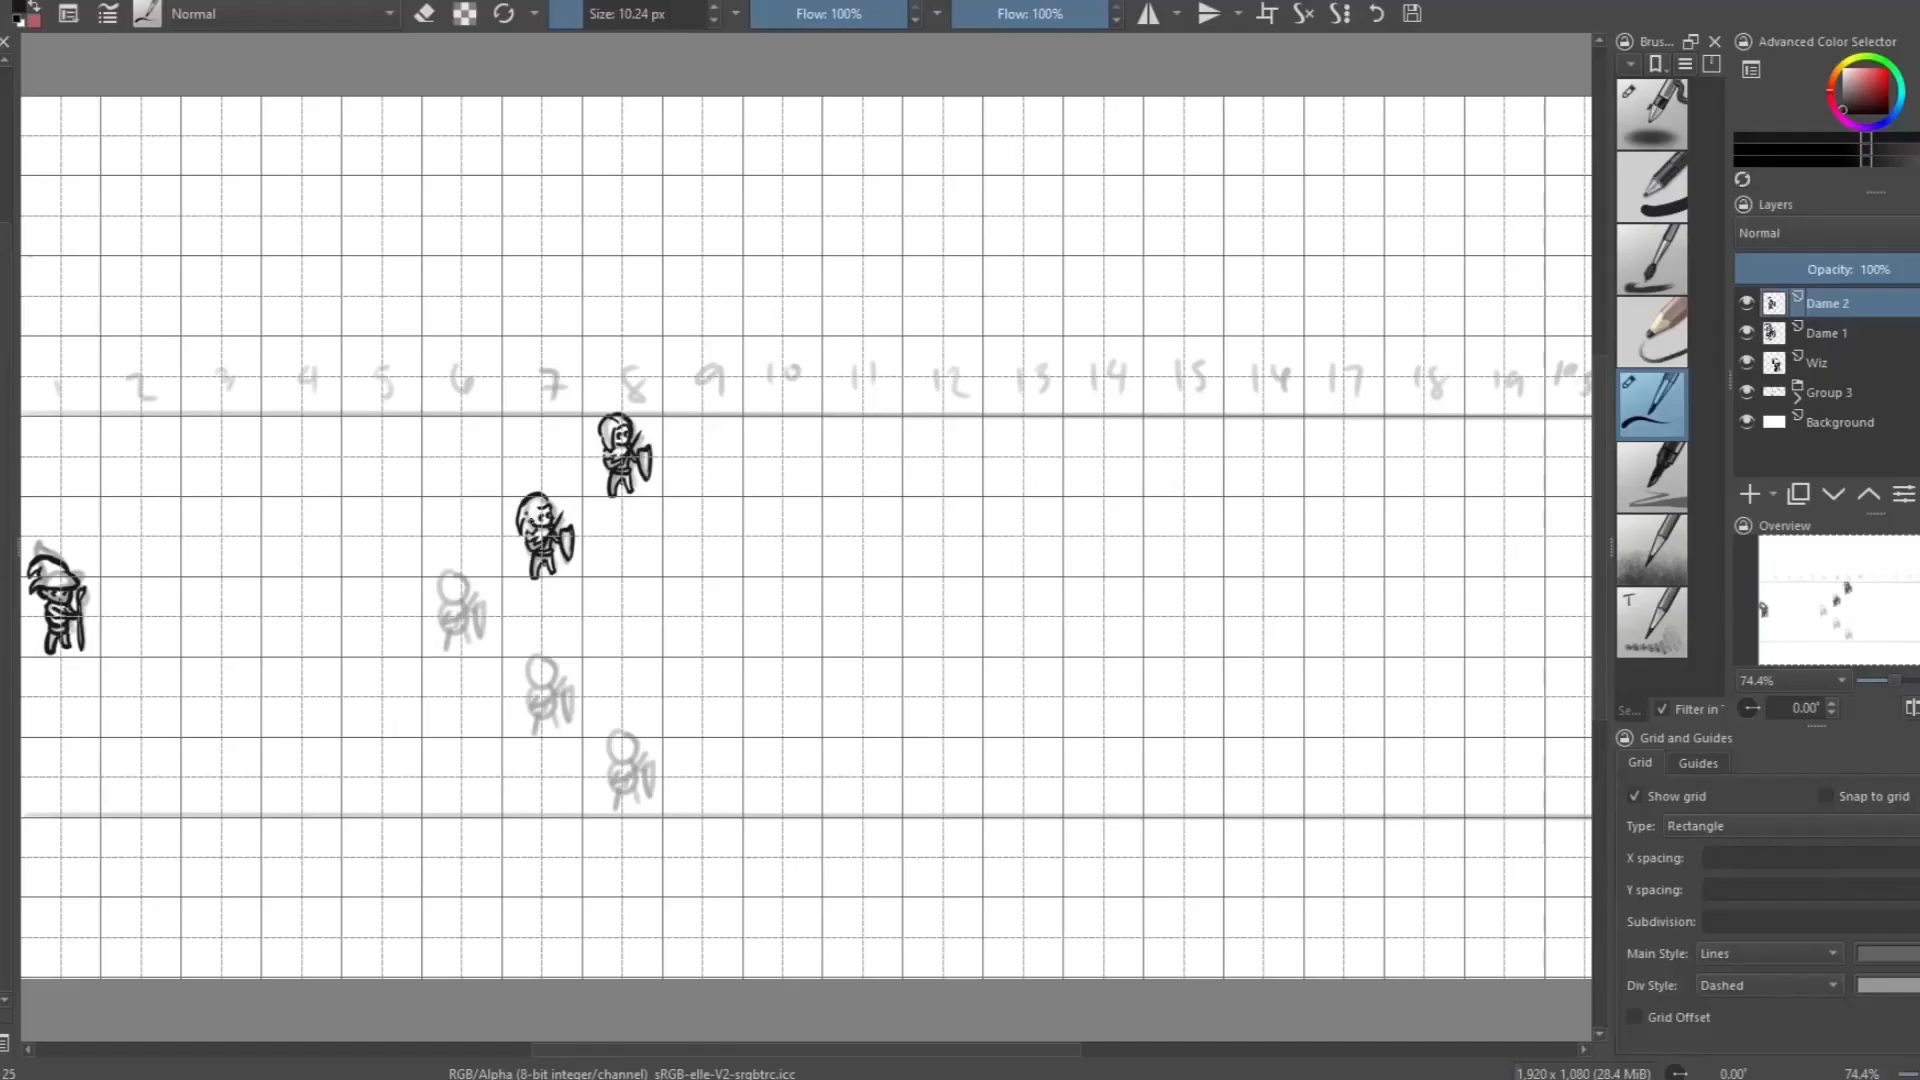 Normal
Size: 10.24 px
Flow: 100%
Flow: 100%
Brus...
Advanced Color Selector
Layers
Normal
Opacity: 100%
Dame 2
Dame 1
Wiz
Group 3
Background
Overview
74.4%
0.00°
Se...
Filter in T
Grid and Guides
Grid
Guides
Show grid
Snap to grid
Type: Rectangle
X spacing:
Y spacing:
Subdivision:
Main Style: Lines
Div Style: Dashed
Grid Offset
1 2 3 4 5 6 7 8 9 10 11 12 13 14 15 16 17 18 19
T
25
RGB/Alpha (8-bit integer/channel) sRGB-elle-V2-srgbtrc.icc
1,920 x 1,080 (28.4 MiB)
0.00°
74.4%